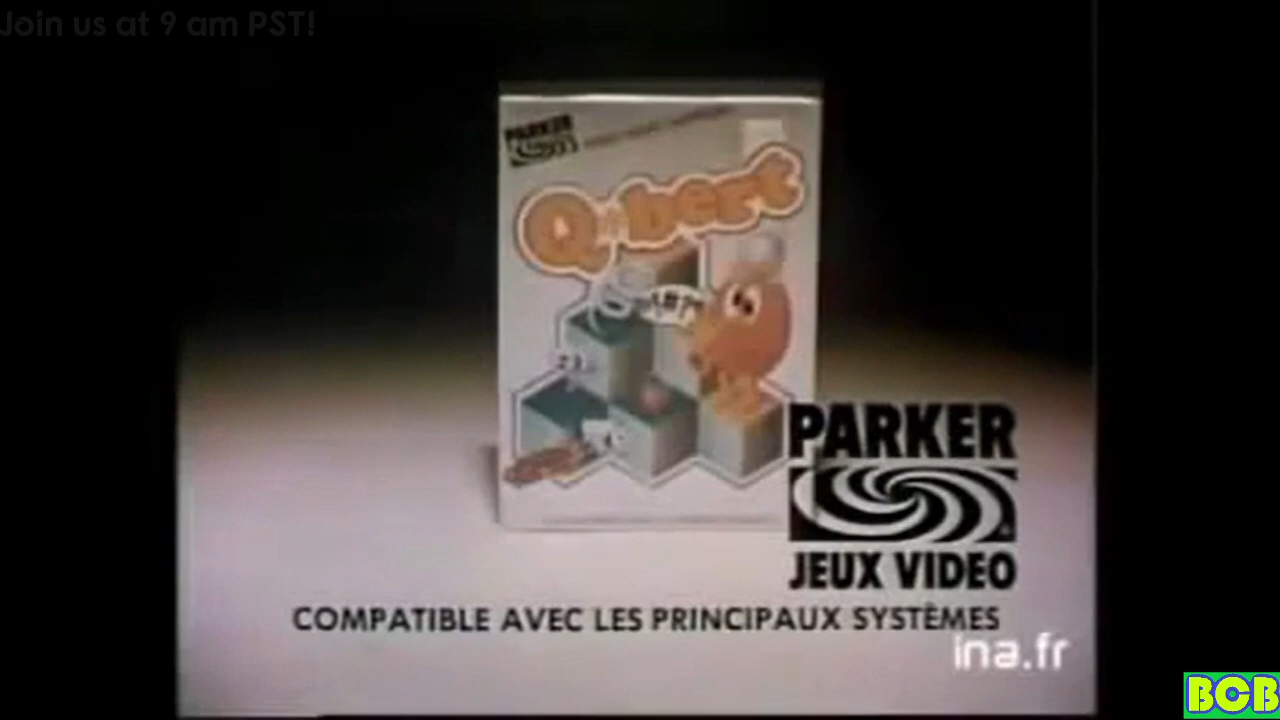 Join us at 9 am PST!
PARKER
Q*bert
PARKER
JEUX VIDEO
COMPATIBLE AVEC LES PRINCIPAUX SYSTÈMES
ina.fr
BCB